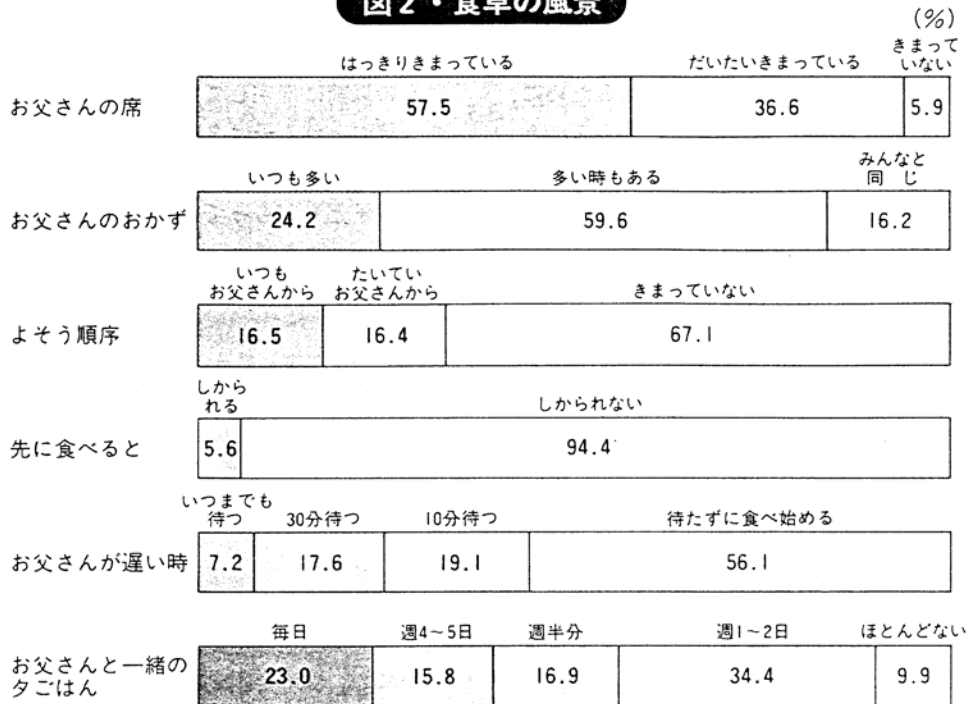 図2・食卓の風景
(%)
はっきりきまっている だいたいきまっている きまって
いない
お父さんの席 57.5 36.6 5.9
いつも多い 多い時もある みんなと
同じ
お父さんのおかず 24.2 59.6 16.2
いつも たいてい
お父さんから お父さんから きまっていない
よそう順序 16.5 16.4 67.1
しから
れる しかられない
先に食べると 5.6 94.4
いつまでも
待つ 30分待つ 10分待つ 待たずに食べ始める
お父さんが遅い時 7.2 17.6 19.1 56.1
毎日 週4~5日 週半分 週1~2日 ほとんどない
お父さんと一緒の
夕ごはん 23.0 15.8 16.9 34.4 9.9